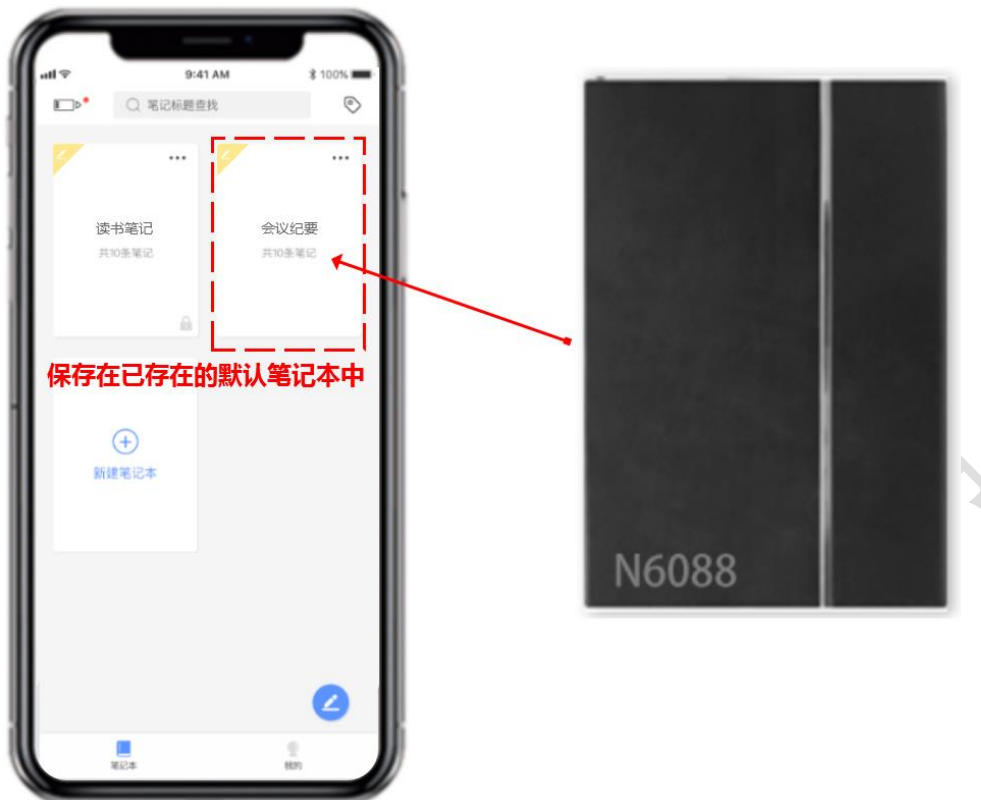 9:41 AM
100%
笔记标题查找
读书笔记
共10条笔记
会议纪要
共10条笔记
保存在已存在的默认笔记本中
新建笔记本
笔记本
我的
N6088